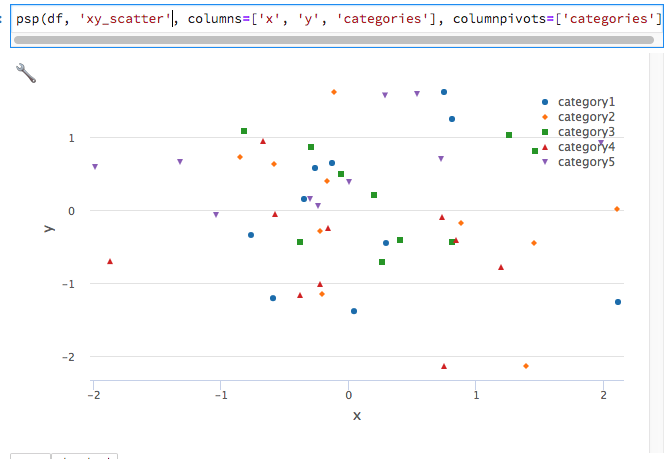 : psp(df, 'xy_scatter', columns=['x', 'y', 'categories'], columnpivots=['categories']
category1
category2
category3
category4
category5
1
0
−1
−2
y
−2
−1
0
1
2
x